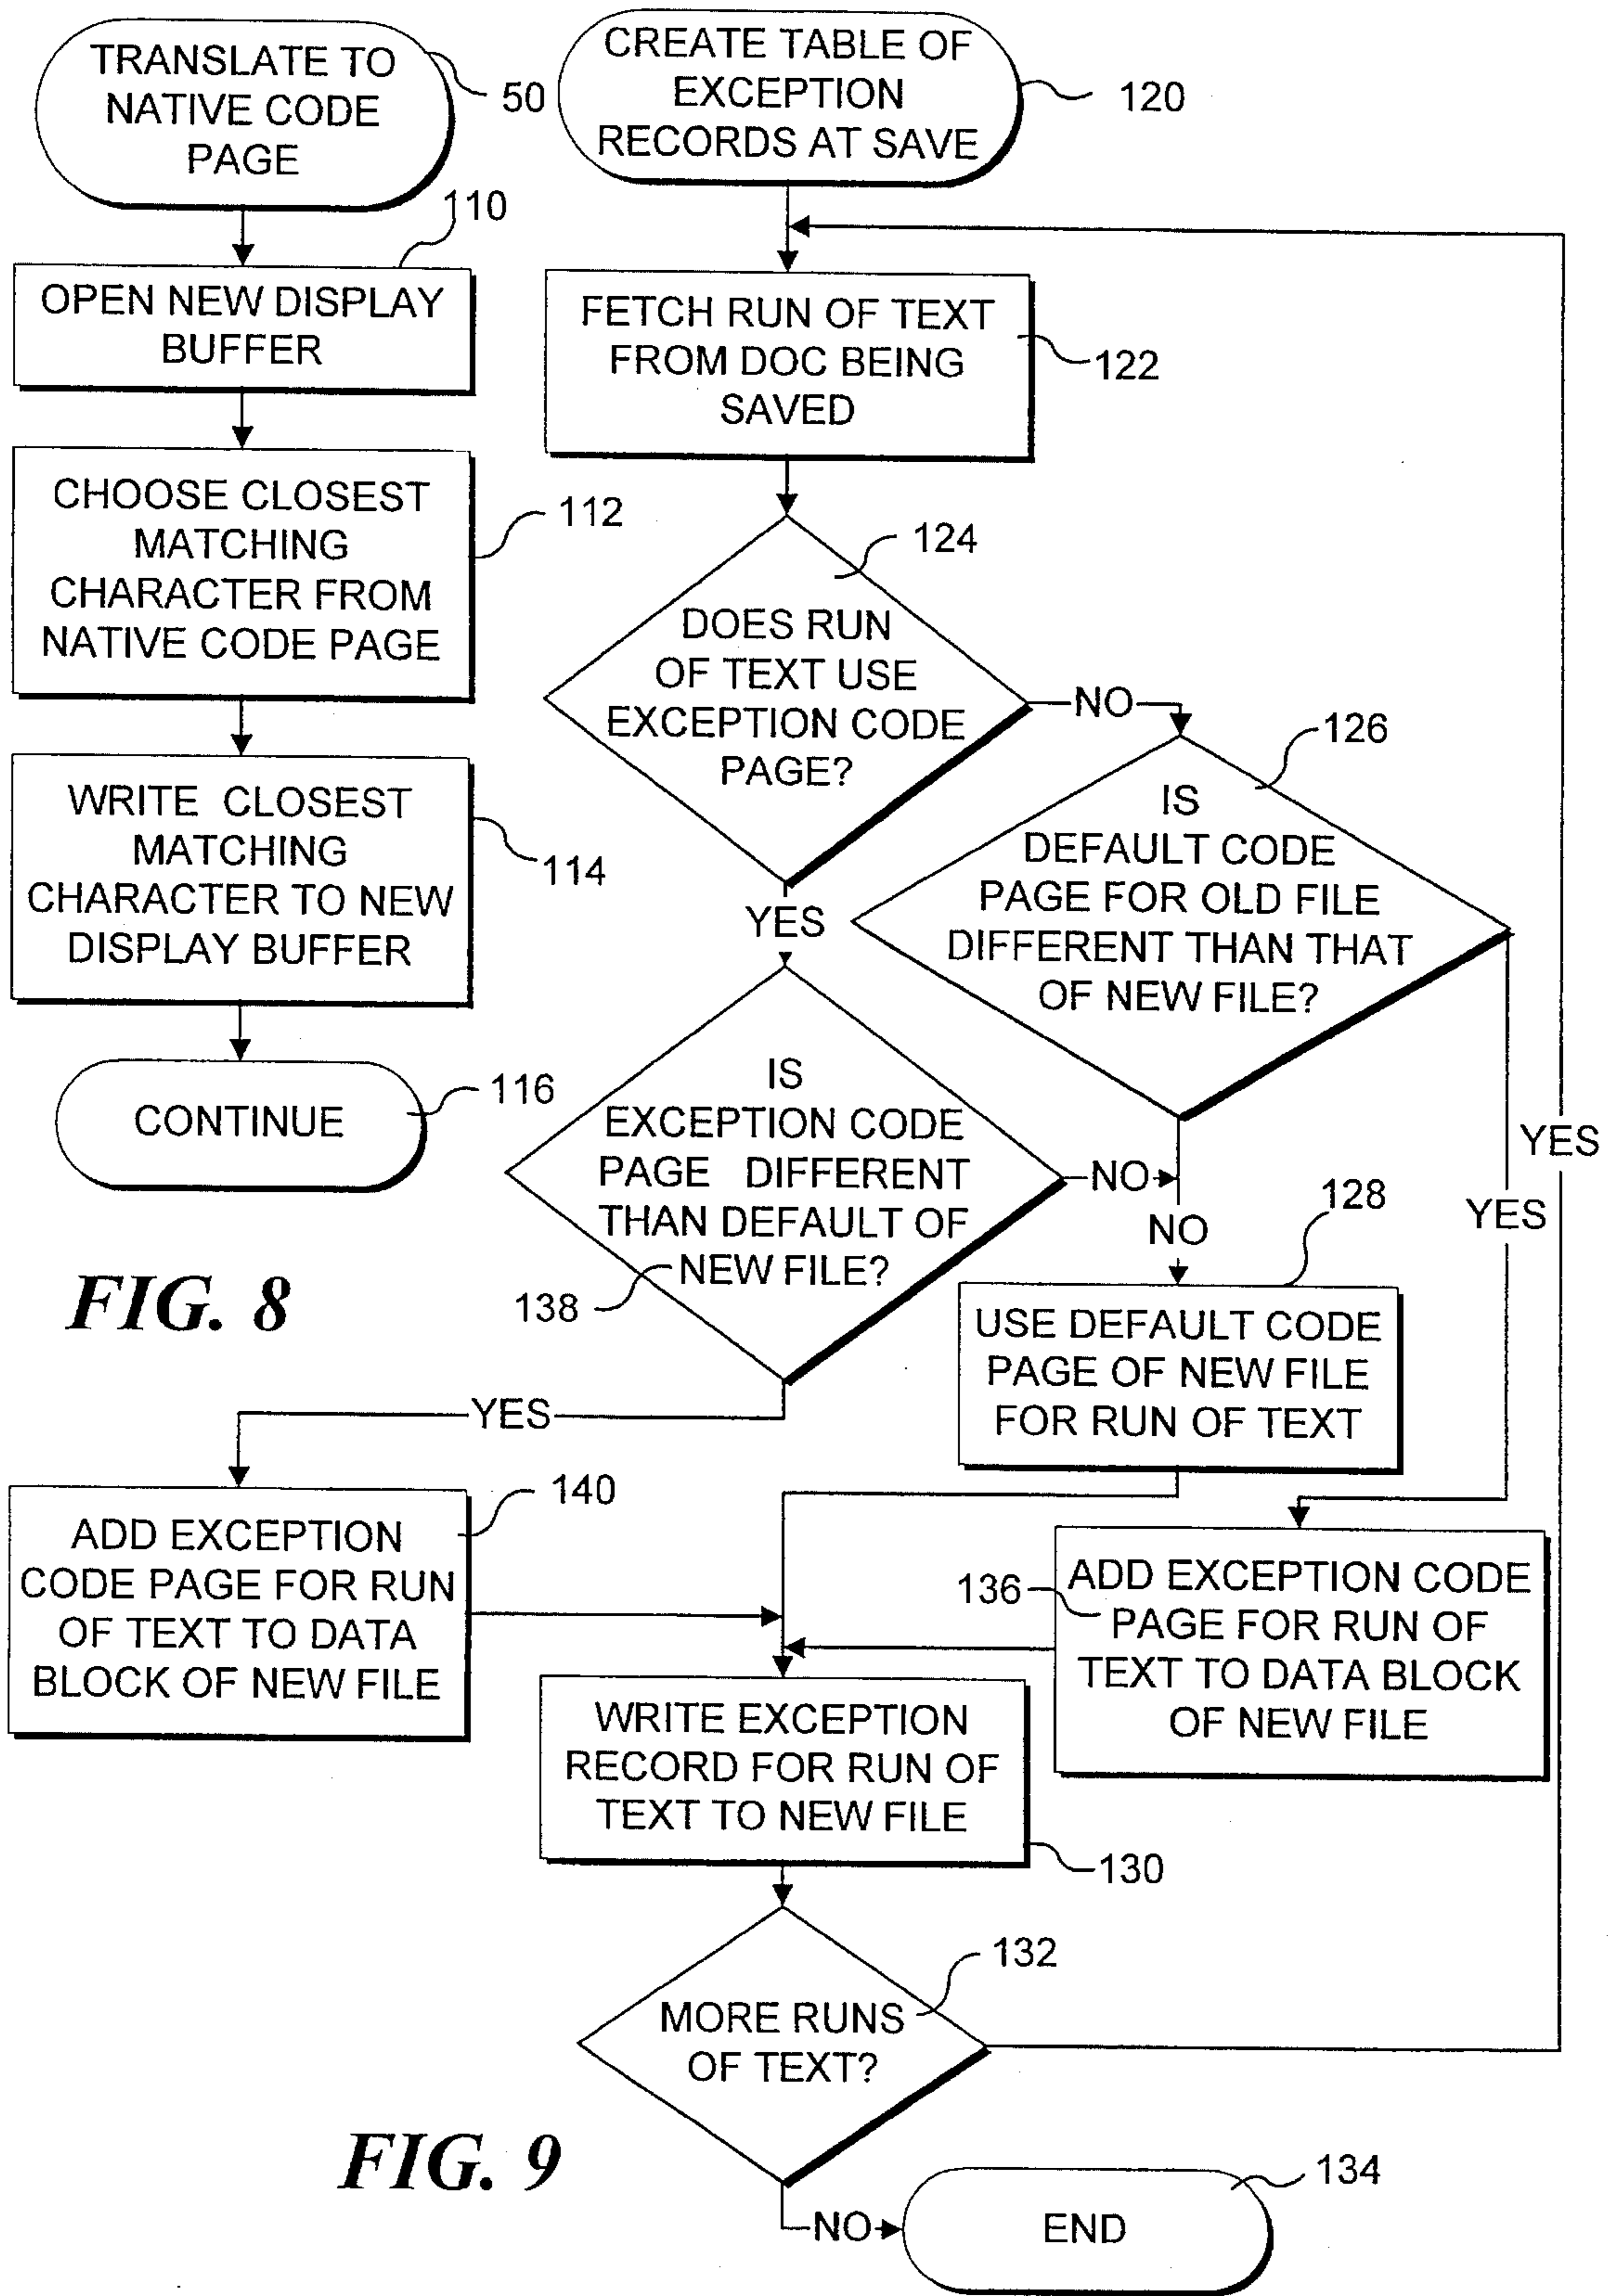 TRANSLATE TO
NATIVE CODE
PAGE
50
110
OPEN NEW DISPLAY
BUFFER
CHOOSE CLOSEST
MATCHING
CHARACTER FROM
NATIVE CODE PAGE
112
WRITE CLOSEST
MATCHING
CHARACTER TO NEW
DISPLAY BUFFER
114
CONTINUE
116
FIG. 8
CREATE TABLE OF
EXCEPTION
RECORDS AT SAVE
120
FETCH RUN OF TEXT
FROM DOC BEING
SAVED
122
124
DOES RUN
OF TEXT USE
EXCEPTION CODE
PAGE?
NO
YES
126
IS
DEFAULT CODE
PAGE FOR OLD FILE
DIFFERENT THAN THAT
OF NEW FILE?
YES
YES
NO
IS
EXCEPTION CODE
PAGE DIFFERENT
THAN DEFAULT OF
NEW FILE?
138
NO
YES
128
USE DEFAULT CODE
PAGE OF NEW FILE
FOR RUN OF TEXT
140
ADD EXCEPTION
CODE PAGE FOR RUN
OF TEXT TO DATA
BLOCK OF NEW FILE
136
ADD EXCEPTION CODE
PAGE FOR RUN OF
TEXT TO DATA BLOCK
OF NEW FILE
WRITE EXCEPTION
RECORD FOR RUN OF
TEXT TO NEW FILE
130
132
MORE RUNS
OF TEXT?
NO
END
134
FIG. 9